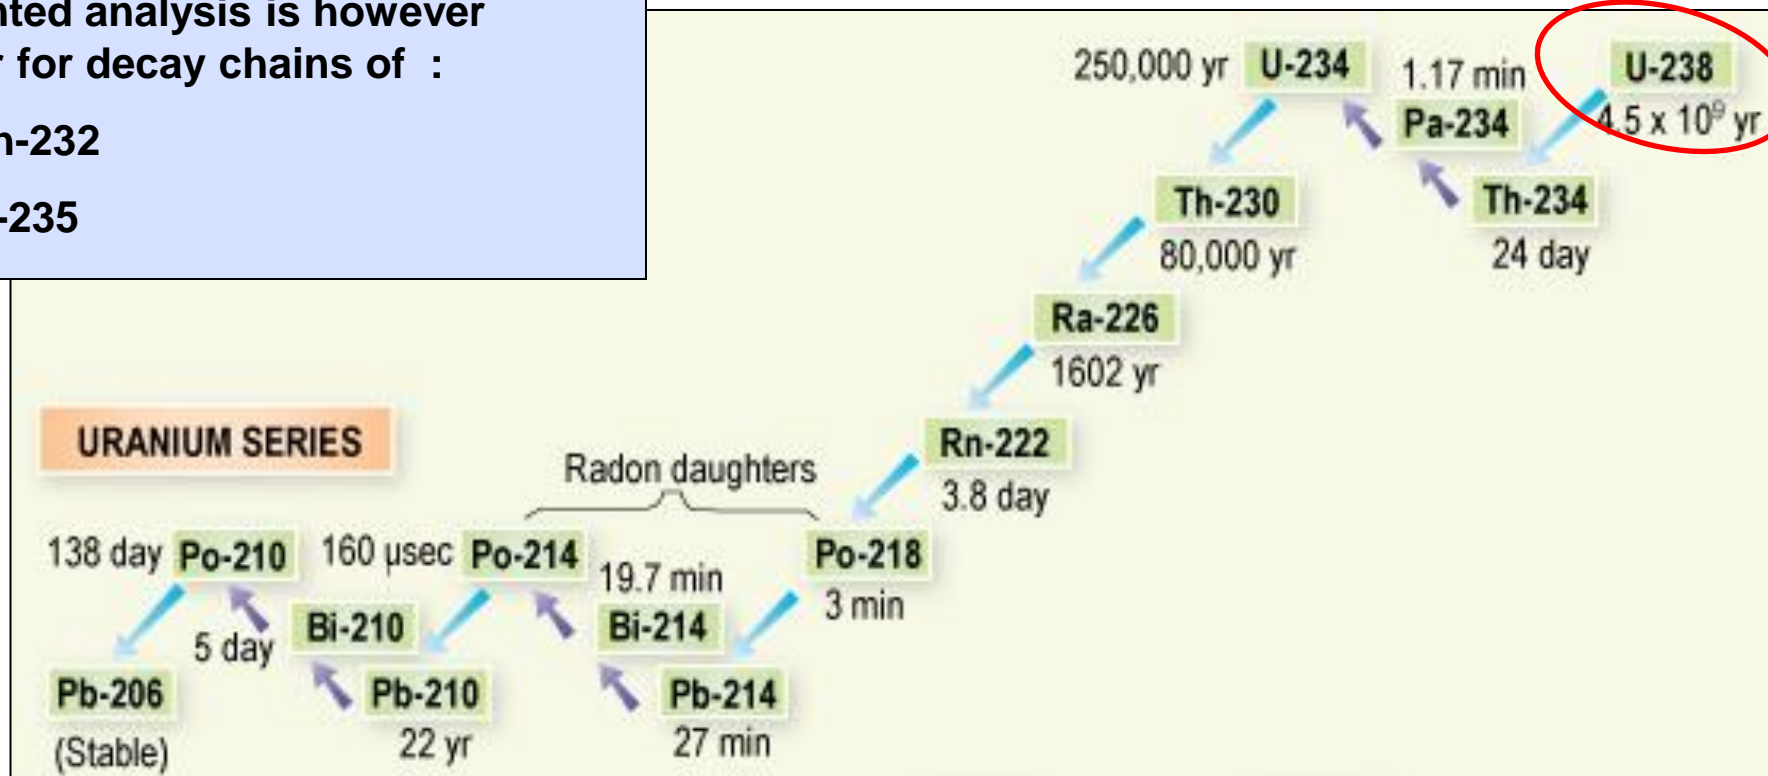 nted analysis is however
r for decay chains of :
n-232
-235
250,000 yr U-234 1.17 min U-238
Pa-234 4.5 x 10⁹ yr
Th-230 Th-234
80,000 yr 24 day
Ra-226
1602 yr
URANIUM SERIES
Rn-222
3.8 day
Radon daughters
138 day Po-210 160 µsec Po-214 19.7 min Po-218
3 min
5 day Bi-210 Bi-214
Pb-206 Pb-210 Pb-214
(Stable) 22 yr 27 min